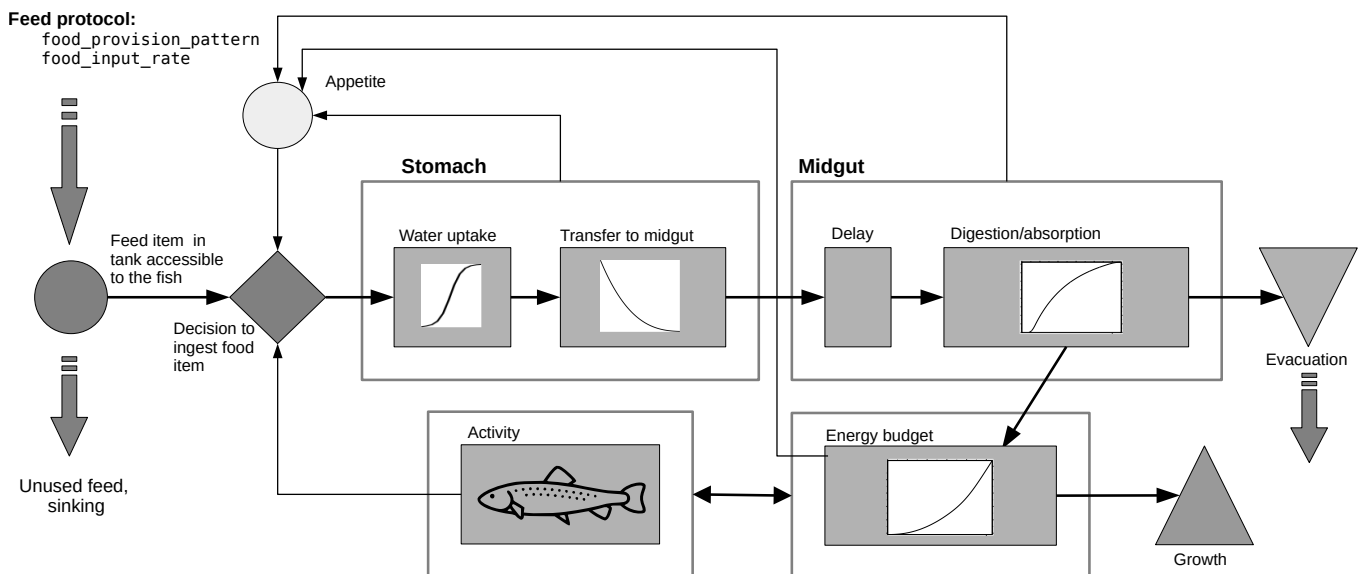 Feed protocol:
food_provision_pattern
food_input_rate
Appetite
Stomach
Midgut
Water uptake
Transfer to midgut
Delay
Digestion/absorption
Feed item in
tank accessible
to the fish
Decision to
ingest food
item
Evacuation
Activity
Energy budget
Unused feed,
sinking
Growth